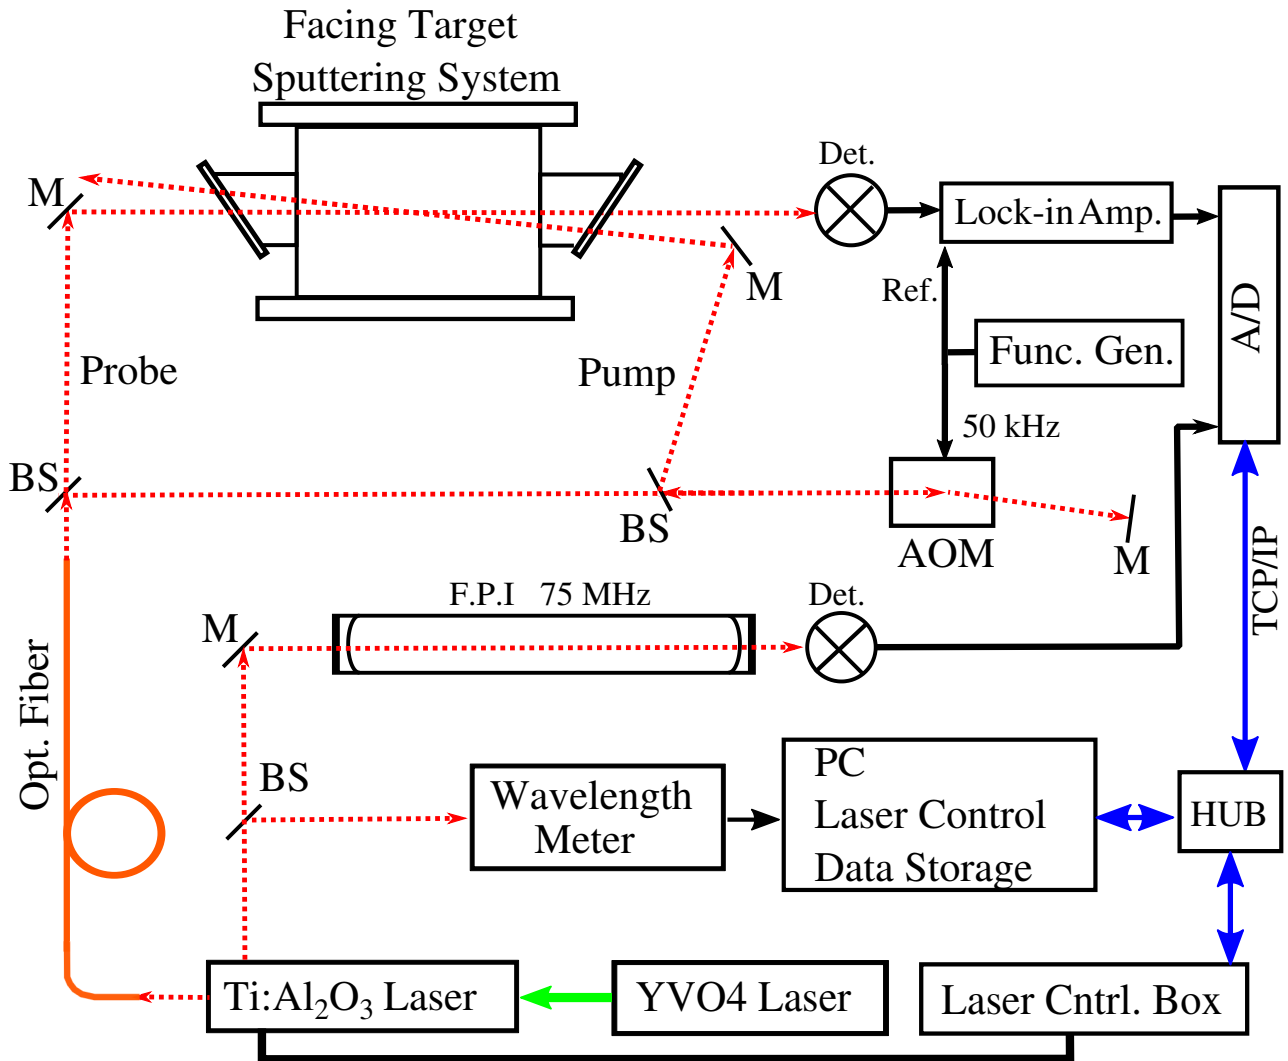 Facing Target
Sputtering System
Det.
M
Lock-in Amp.
M
Ref.
A/D
Func. Gen.
Probe
Pump
50 kHz
BS
BS
AOM
M
TCP/IP
F.P.I 75 MHz
Det.
M
Opt. Fiber
BS
Wavelength
Meter
PC
Laser Control
Data Storage
HUB
Ti:Al₂O₃ Laser
YVO4 Laser
Laser Cntrl. Box